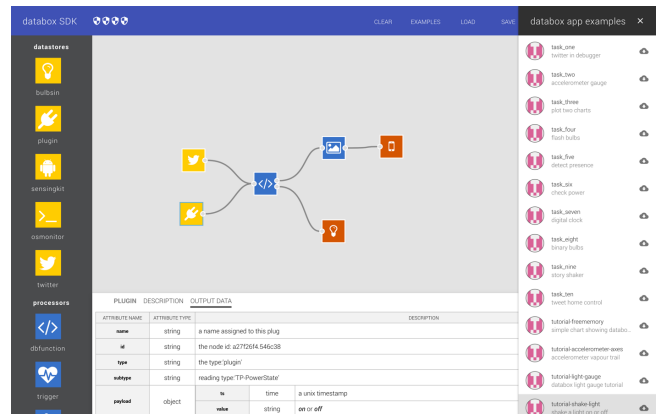 databox SDK
CLEAR EXAMPLES LOAD SAVE
databox app examples ×
datastores
bulbsin
plugin
sensingkit
osmonitor
twitter
processors
dbfunction
trigger
</>
</>
>_
PLUGIN DESCRIPTION OUTPUT DATA
ATTRIBUTE NAME ATTRIBUTE TYPE DESCRIPTION
name string a name assigned to this plug
id string the node id: a27f26f4.546c38
type string the type:'plugin'
subtype string reading type:'TP-PowerState'
payload object
ts time a unix timestamp
value string on or off
task_one
twitter in debugger
task_two
accelerometer gauge
task_three
plot two charts
task_four
flash bulbs
task_five
detect presence
task_six
check power
task_seven
digital clock
task_eight
binary bulbs
task_nine
story shaker
task_ten
tweet home control
tutorial-freememory
simple chart showing databo...
tutorial-accelerometer-axes
accelerometer vapour trail
tutorial-light-gauge
databox light gauge tutorial
tutorial-shake-light
shake a light on or off